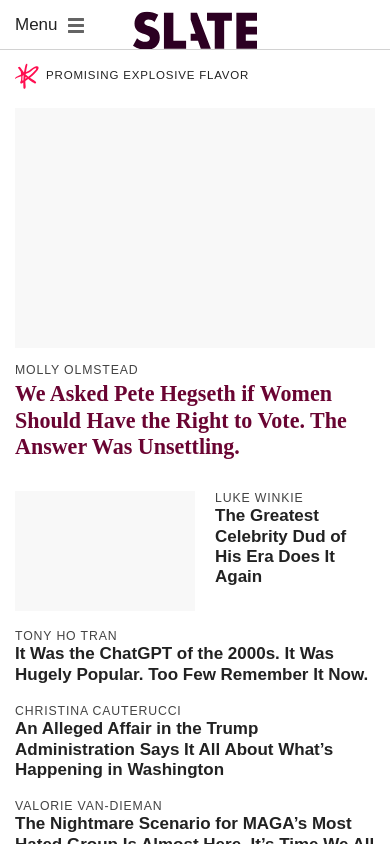 Menu
SLATE
PROMISING EXPLOSIVE FLAVOR
MOLLY OLMSTEAD
We Asked Pete Hegseth if Women
Should Have the Right to Vote. The
Answer Was Unsettling.
LUKE WINKIE
The Greatest
Celebrity Dud of
His Era Does It
Again
TONY HO TRAN
It Was the ChatGPT of the 2000s. It Was
Hugely Popular. Too Few Remember It Now.
CHRISTINA CAUTERUCCI
An Alleged Affair in the Trump
Administration Says It All About What’s
Happening in Washington
VALORIE VAN-DIEMAN
The Nightmare Scenario for MAGA’s Most
Hated Group Is Almost Here. It’s Time We All